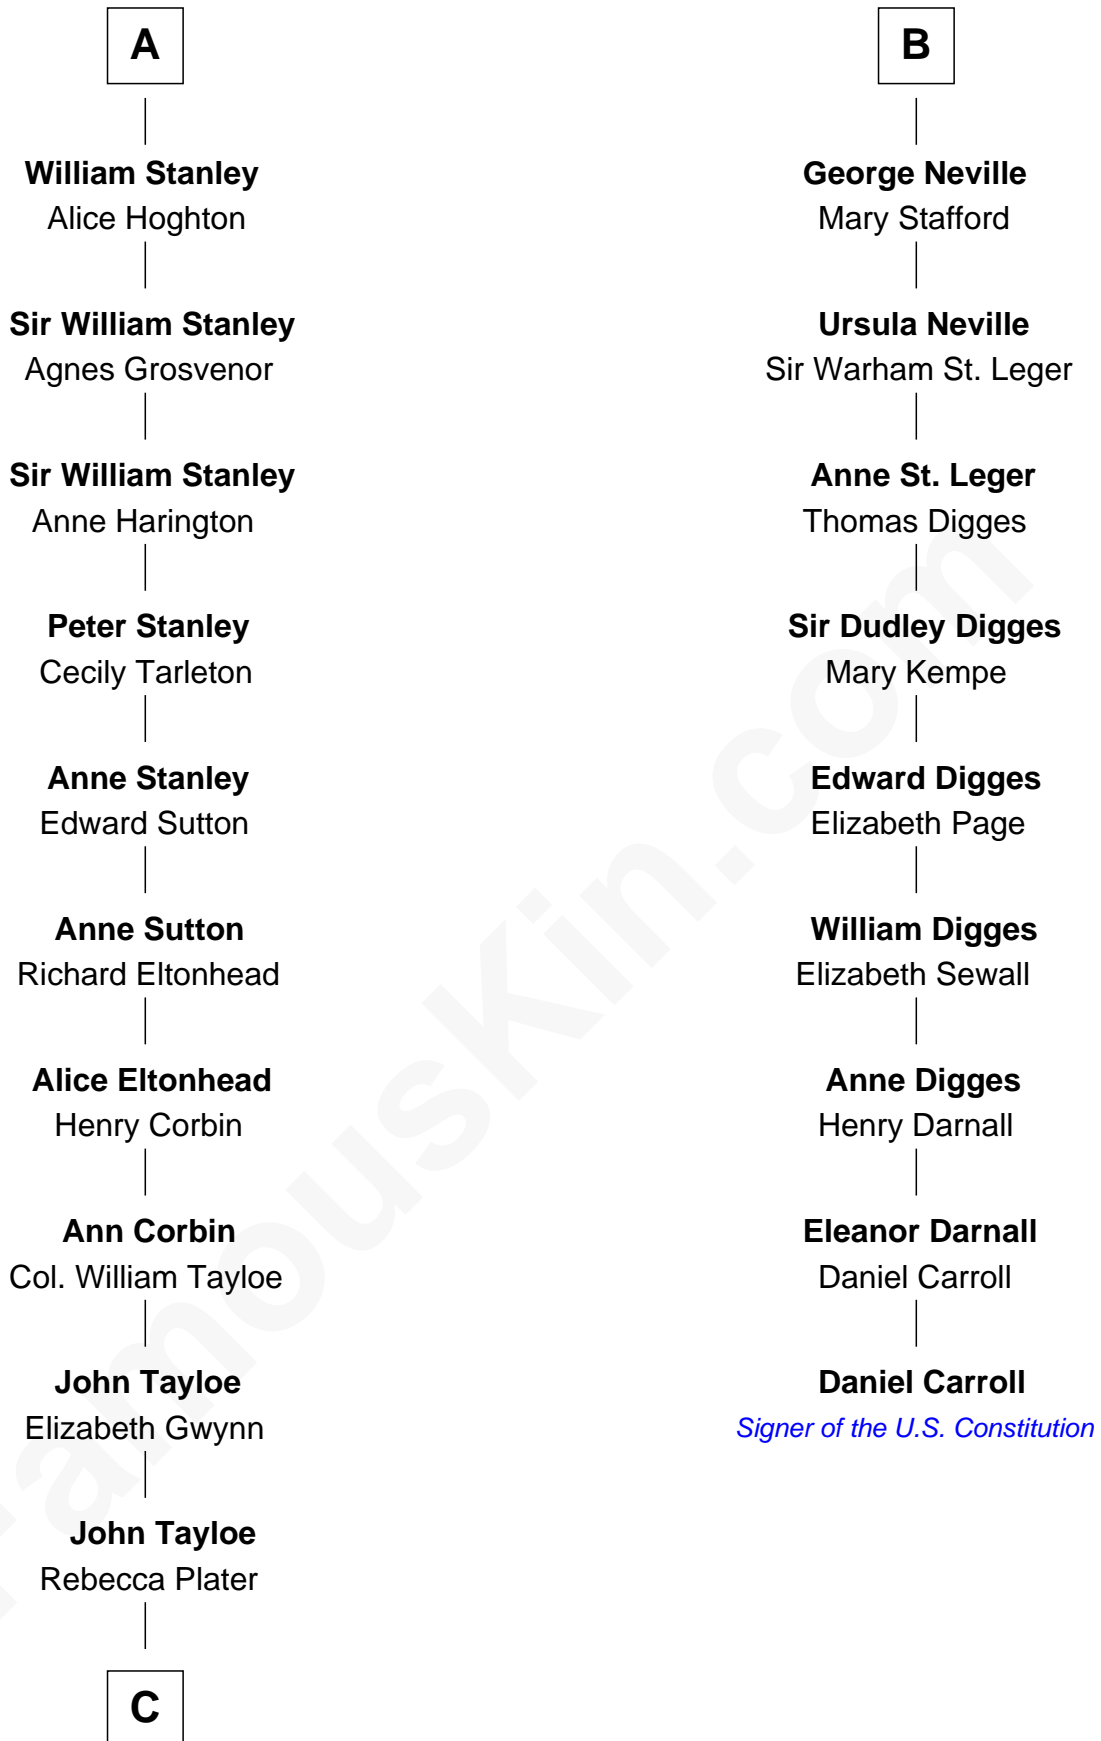 A
William Stanley
Alice Hoghton
Sir William Stanley
Agnes Grosvenor
Sir William Stanley
Anne Harington
Peter Stanley
Cecily Tarleton
Anne Stanley
Edward Sutton
Anne Sutton
Richard Eltonhead
Alice Eltonhead
Henry Corbin
Ann Corbin
Col. William Tayloe
John Tayloe
Elizabeth Gwynn
John Tayloe
Rebecca Plater
C
B
George Neville
Mary Stafford
Ursula Neville
Sir Warham St. Leger
Anne St. Leger
Thomas Digges
Sir Dudley Digges
Mary Kempe
Edward Digges
Elizabeth Page
William Digges
Elizabeth Sewall
Anne Digges
Henry Darnall
Eleanor Darnall
Daniel Carroll
Daniel Carroll
Signer of the U.S. Constitution
FamousKin.com